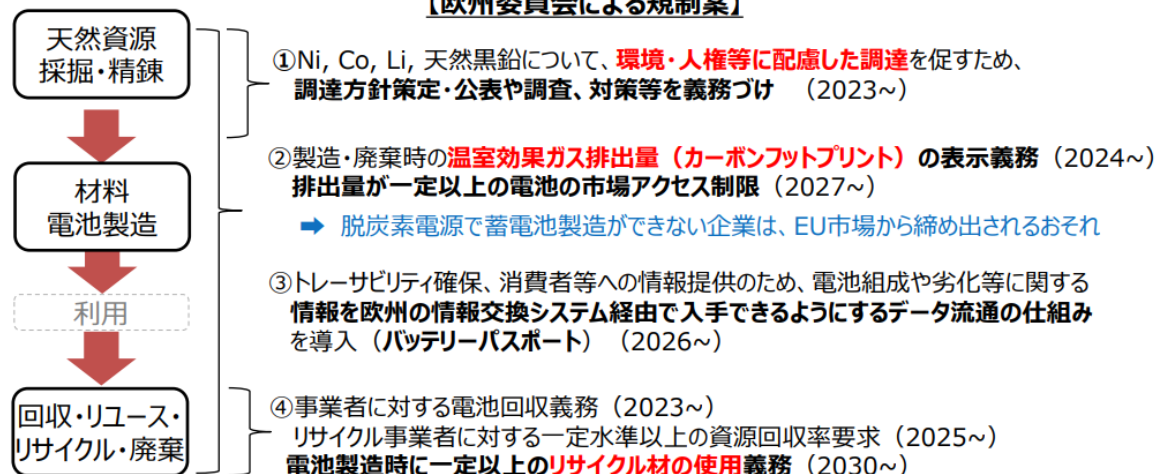 【欧州委員会による規制案】
天然資源
採掘・精錬
①Ni, Co, Li, 天然黒鉛について、環境・人権等に配慮した調達を促すため、
調達方針策定・公表や調査、対策等を義務づけ （2023~）
②製造・廃棄時の温室効果ガス排出量（カーボンフットプリント）の表示義務（2024~）
排出量が一定以上の電池の市場アクセス制限（2027~）
材料
電池製造
➡ 脱炭素電源で蓄電池製造ができない企業は、EU市場から締め出されるおそれ
③トレーサビリティ確保、消費者等への情報提供のため、電池組成や劣化等に関する
情報を欧州の情報交換システム経由で入手できるようにするデータ流通の仕組み
を導入（バッテリーパスポート）（2026~）
利用
回収・リユース・
リサイクル・廃棄
④事業者に対する電池回収義務（2023~）
リサイクル事業者に対する一定水準以上の資源回収率要求（2025~）
電池製造時に一定以上のリサイクル材の使用義務（2030~）